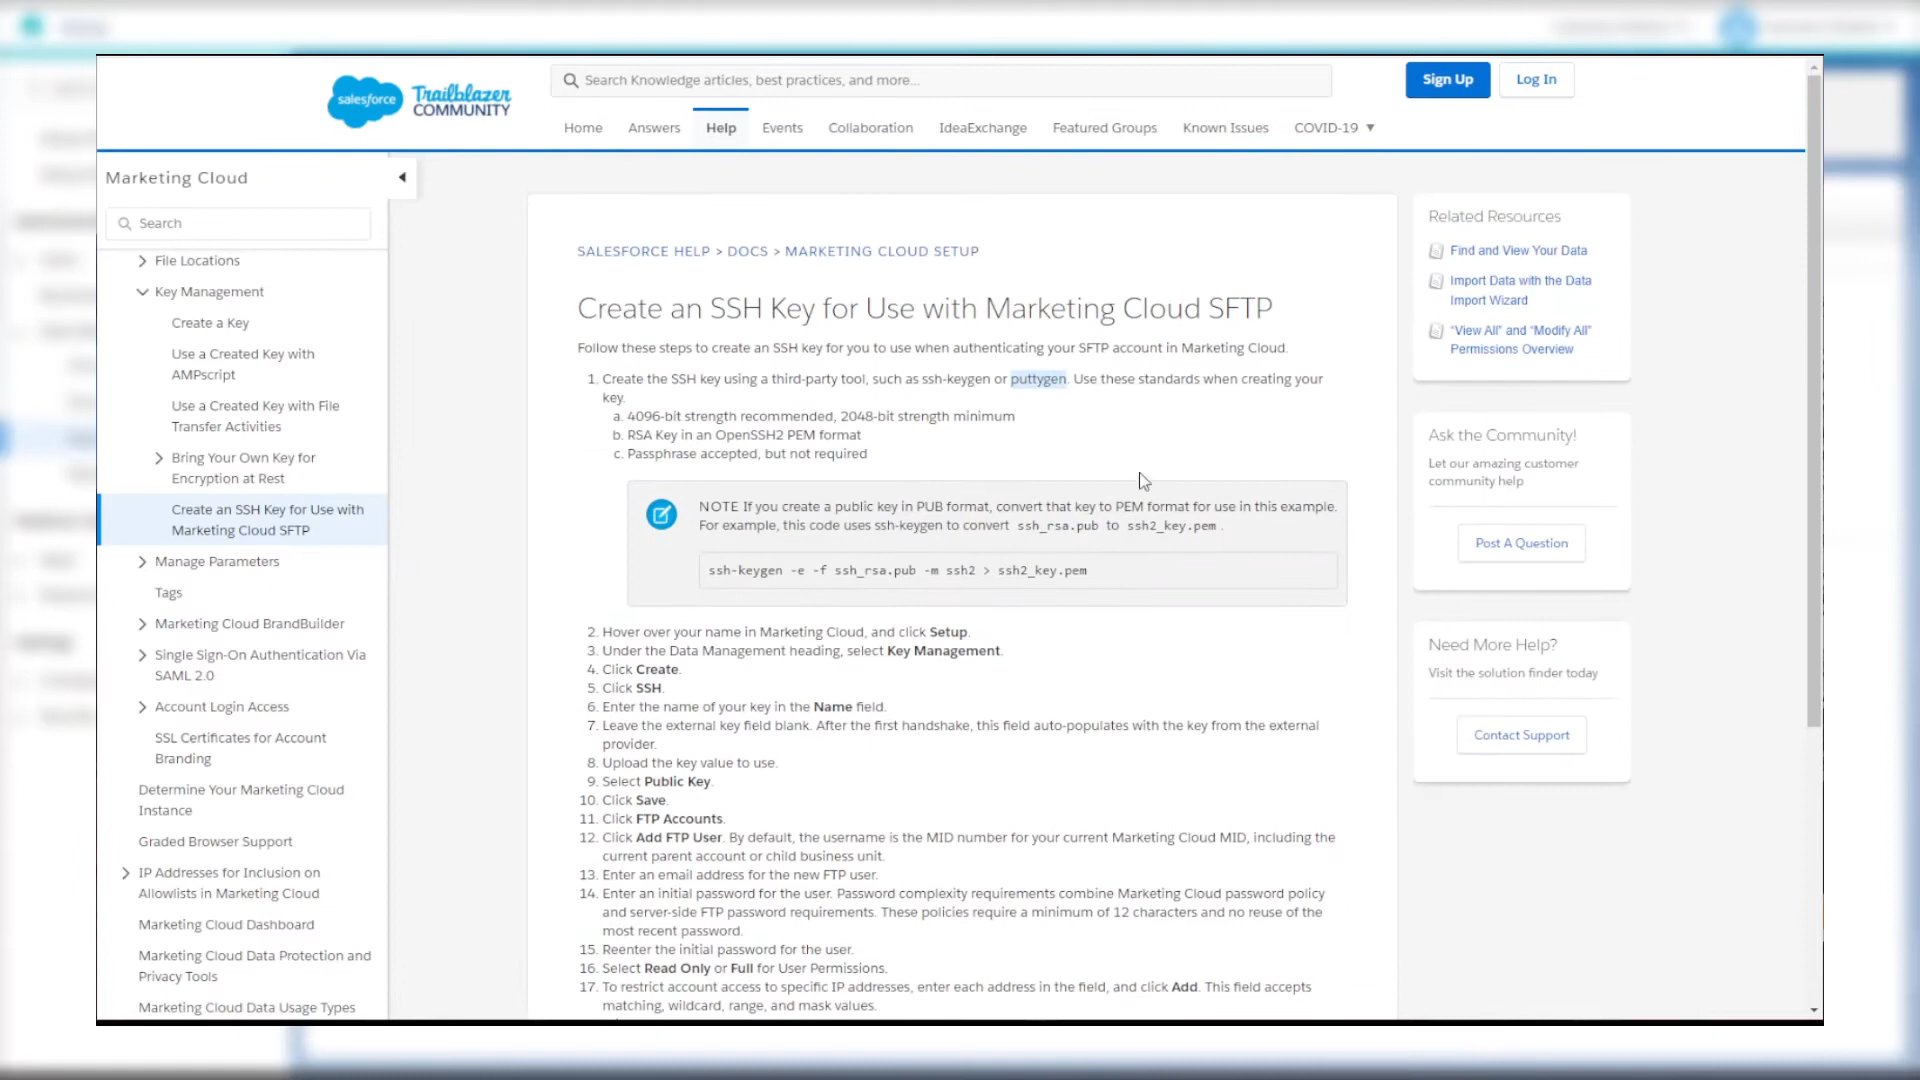 salesforce
Trailblazer
COMMUNITY
Search Knowledge articles, best practices, and more...
Sign Up
Log In
Home
Answers
Help
Events
Collaboration
IdeaExchange
Featured Groups
Known Issues
COVID-19
Marketing Cloud
Search
File Locations
Key Management
Create a Key
Use a Created Key with
AMPscript
Use a Created Key with File
Transfer Activities
Bring Your Own Key for
Encryption at Rest
Create an SSH Key for Use with
Marketing Cloud SFTP
Manage Parameters
Tags
Marketing Cloud BrandBuilder
Single Sign-On Authentication Via
SAML 2.0
Account Login Access
SSL Certificates for Account
Branding
Determine Your Marketing Cloud
Instance
Graded Browser Support
IP Addresses for Inclusion on
Allowlists in Marketing Cloud
Marketing Cloud Dashboard
Marketing Cloud Data Protection and
Privacy Tools
Marketing Cloud Data Usage Types
SALESFORCE HELP > DOCS > MARKETING CLOUD SETUP
Create an SSH Key for Use with Marketing Cloud SFTP
Follow these steps to create an SSH key for you to use when authenticating your SFTP account in Marketing Cloud.
1. Create the SSH key using a third-party tool, such as ssh-keygen or puttygen. Use these standards when creating your
key.
a. 4096-bit strength recommended, 2048-bit strength minimum
b. RSA Key in an OpenSSH2 PEM format
c. Passphrase accepted, but not required
NOTE If you create a public key in PUB format, convert that key to PEM format for use in this example.
For example, this code uses ssh-keygen to convert ssh_rsa.pub to ssh2_key.pem .
ssh-keygen -e -f ssh_rsa.pub -m ssh2 > ssh2_key.pem
2. Hover over your name in Marketing Cloud, and click Setup.
3. Under the Data Management heading, select Key Management.
4. Click Create.
5. Click SSH.
6. Enter the name of your key in the Name field.
7. Leave the external key field blank. After the first handshake, this field auto-populates with the key from the external
provider.
8. Upload the key value to use.
9. Select Public Key.
10. Click Save.
11. Click FTP Accounts.
12. Click Add FTP User. By default, the username is the MID number for your current Marketing Cloud MID, including the
current parent account or child business unit.
13. Enter an email address for the new FTP user.
14. Enter an initial password for the user. Password complexity requirements combine Marketing Cloud password policy
and server-side FTP password requirements. These policies require a minimum of 12 characters and no reuse of the
most recent password.
15. Reenter the initial password for the user.
16. Select Read Only or Full for User Permissions.
17. To restrict account access to specific IP addresses, enter each address in the field, and click Add. This field accepts
matching, wildcard, range, and mask values.
Related Resources
Find and View Your Data
Import Data with the Data
Import Wizard
“View All” and “Modify All”
Permissions Overview
Ask the Community!
Let our amazing customer
community help
Post A Question
Need More Help?
Visit the solution finder today
Contact Support